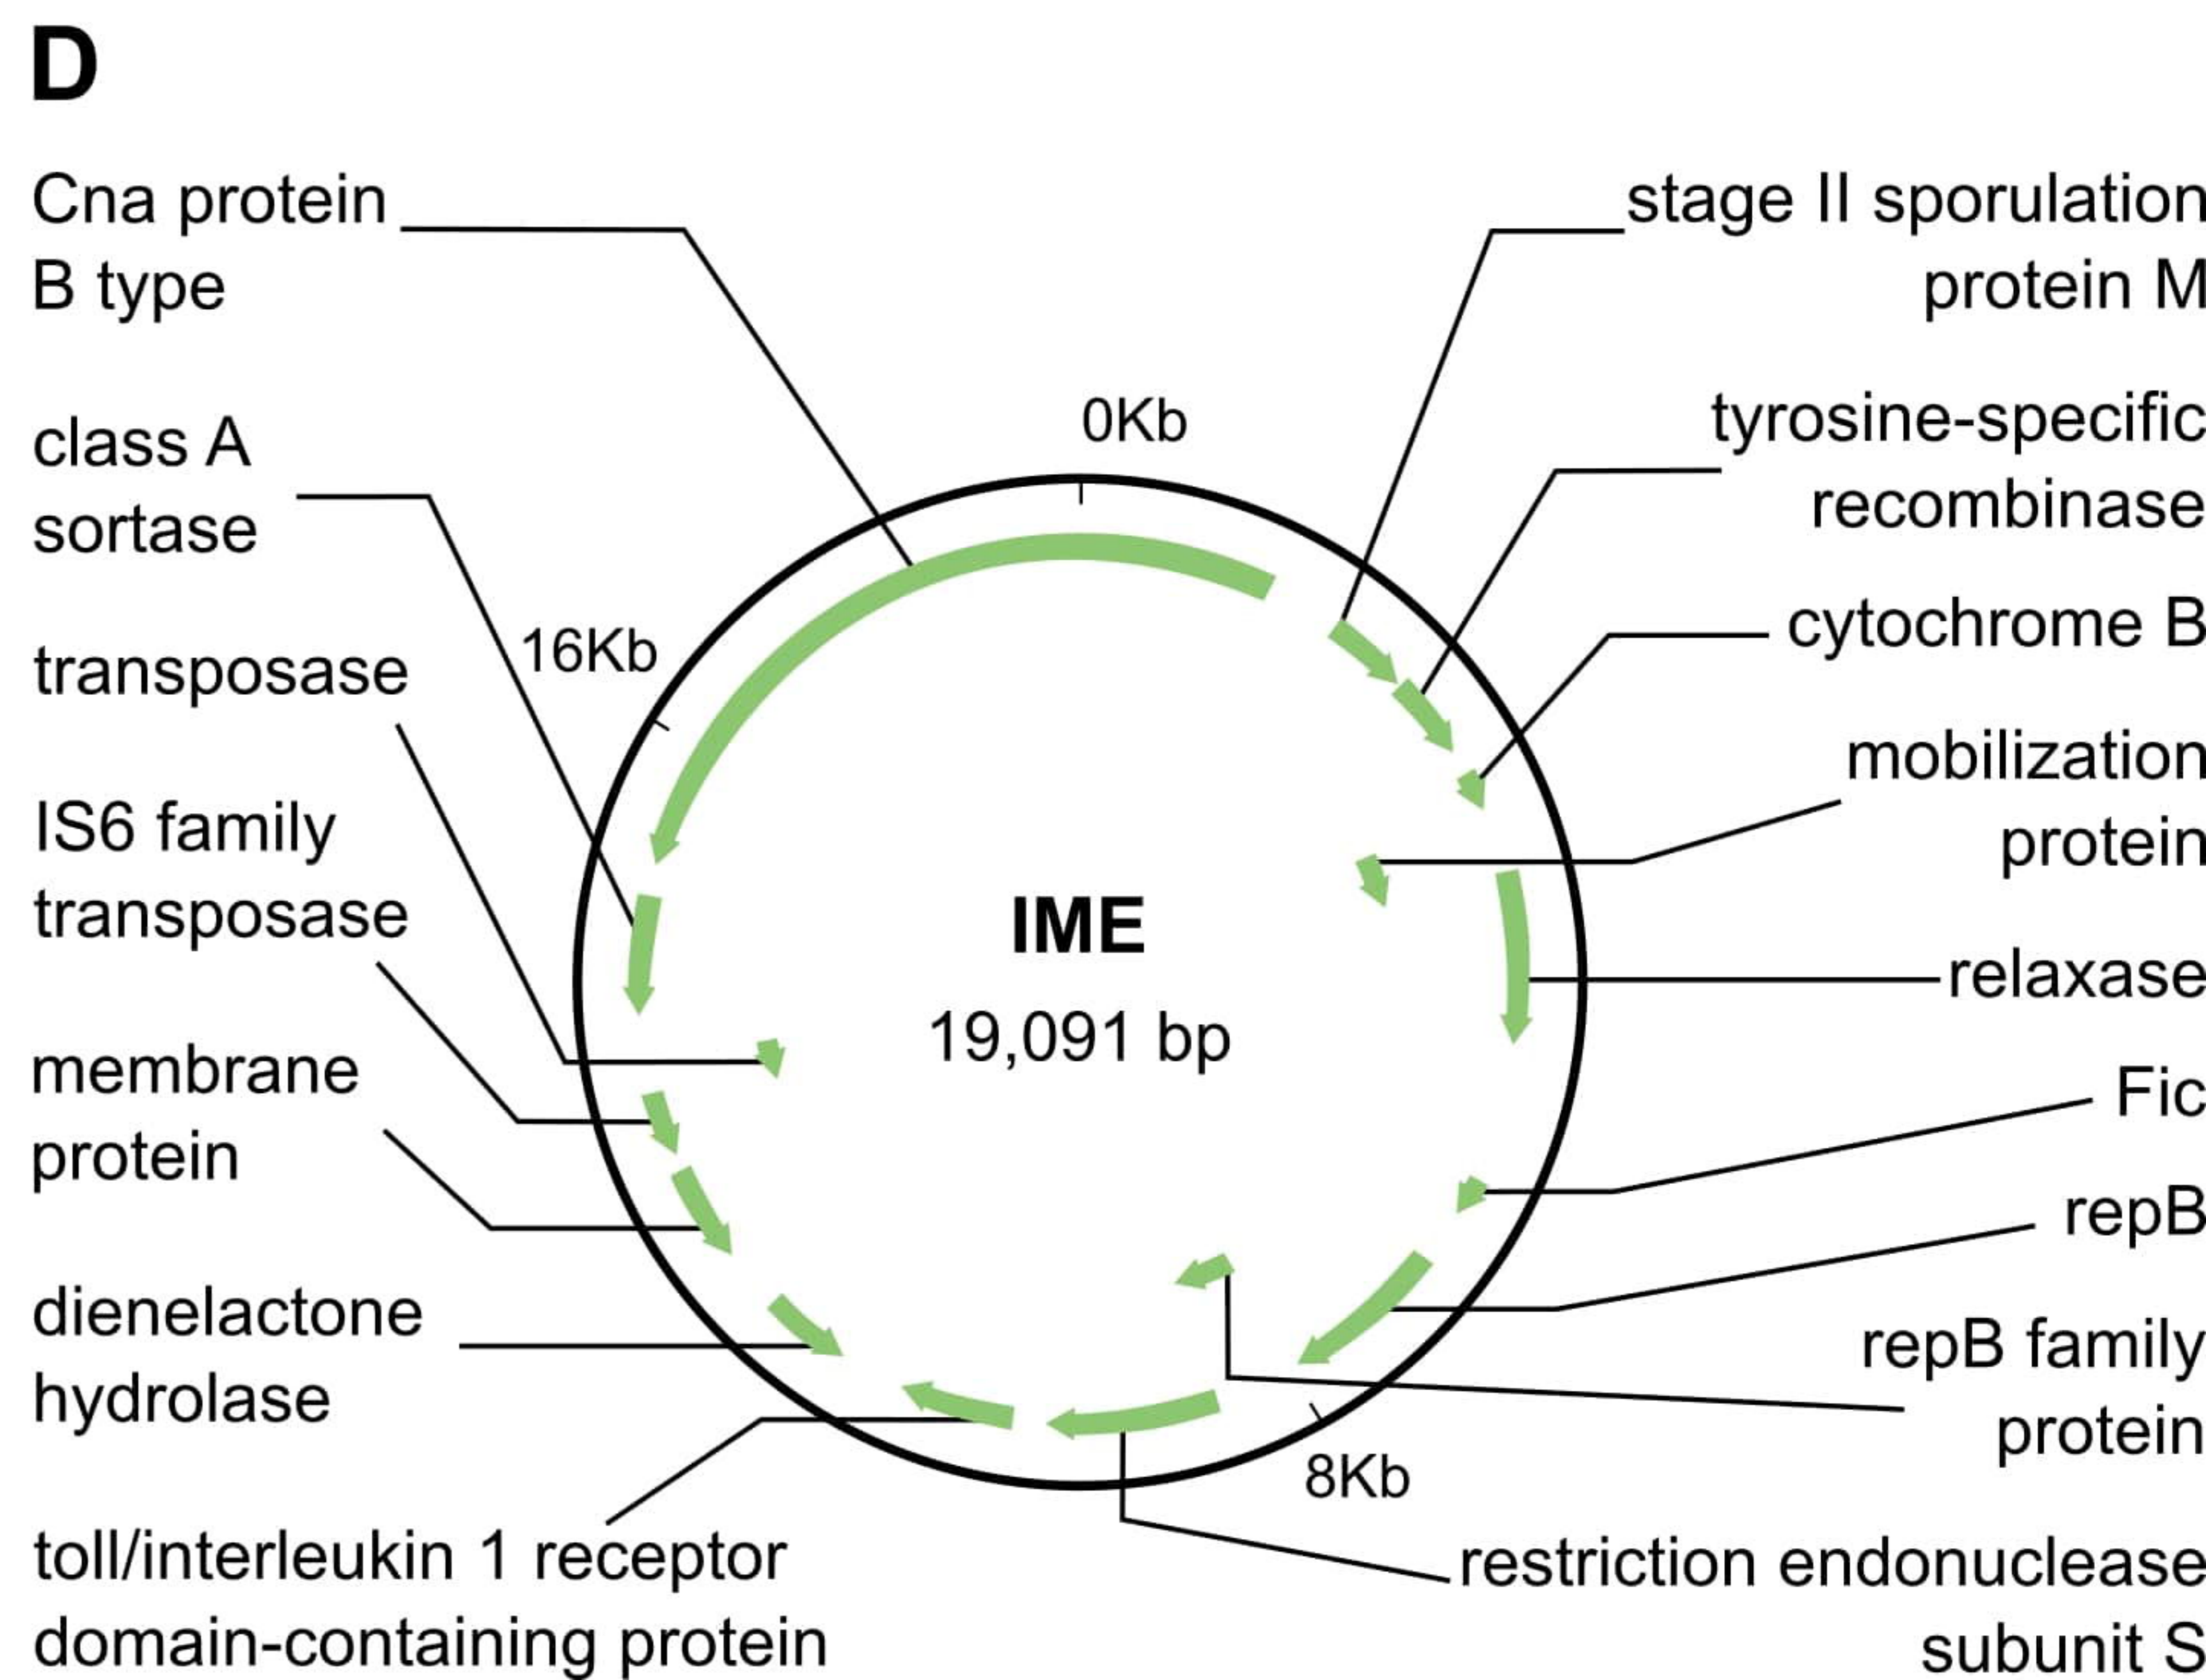 D
Cna protein
B type
class A
sortase
transposase
IS6 family
transposase
membrane
protein
dienelactone
hydrolase
toll/interleukin 1 receptor
domain-containing protein
0Kb
16Kb
IME
19,091 bp
8Kb
stage II sporulation
protein M
tyrosine-specific
recombinase
cytochrome B
mobilization
protein
relaxase
Fic
repB
repB family
protein
restriction endonuclease
subunit S